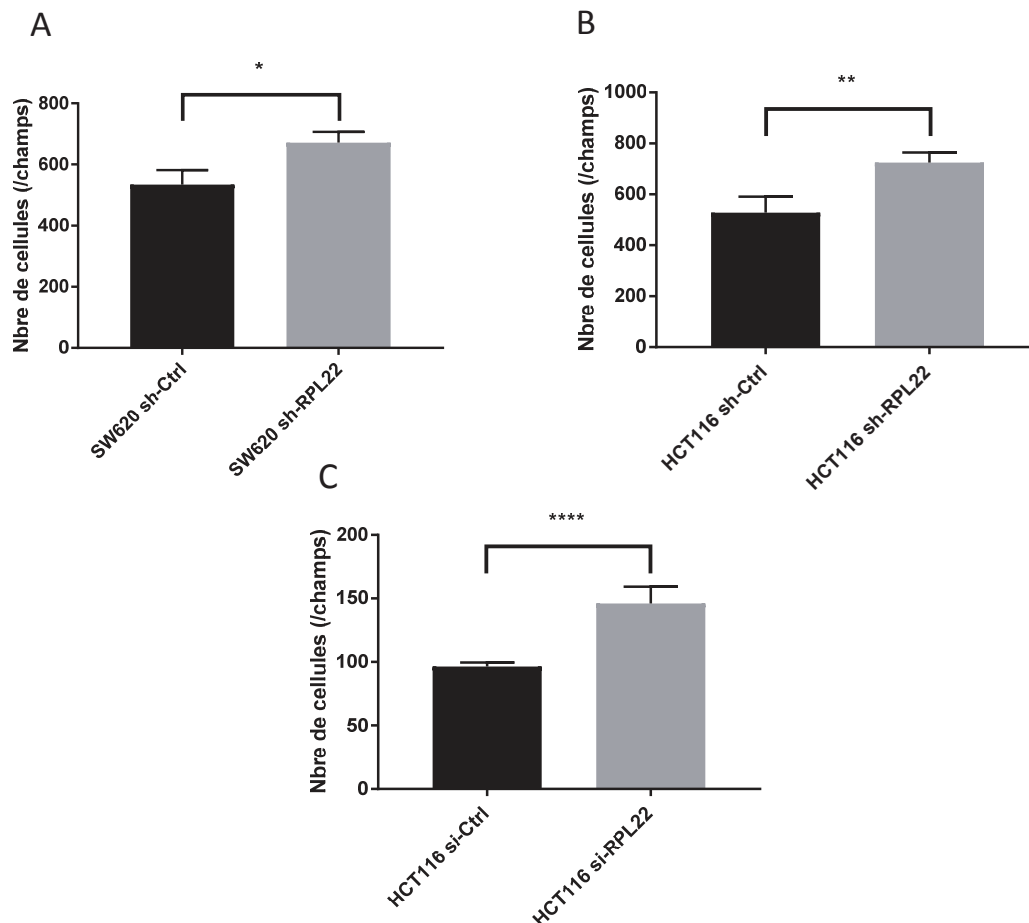 A
*
Nbre de cellules (/champs)
800
600
400
200
0
SW620 sh-Ctrl
SW620 sh-RPL22
B
**
Nbre de cellules (/champs)
1000
800
600
400
200
0
HCT116 sh-Ctrl
HCT116 sh-RPL22
C
****
Nbre de cellules (/champs)
200
150
100
50
0
HCT116 si-Ctrl
HCT116 si-RPL22